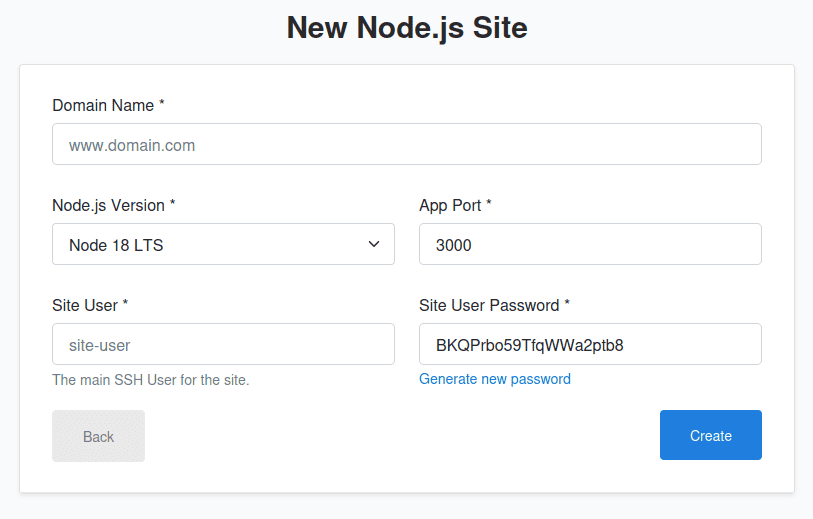 New Node.js Site
Domain Name *
www.domain.com
Node.js Version *
App Port *
Node 18 LTS
3000
Site User *
Site User Password *
site-user
BKQPrbo59TfqWWa2ptb8
The main SSH User for the site.
Generate new password
Back
Create